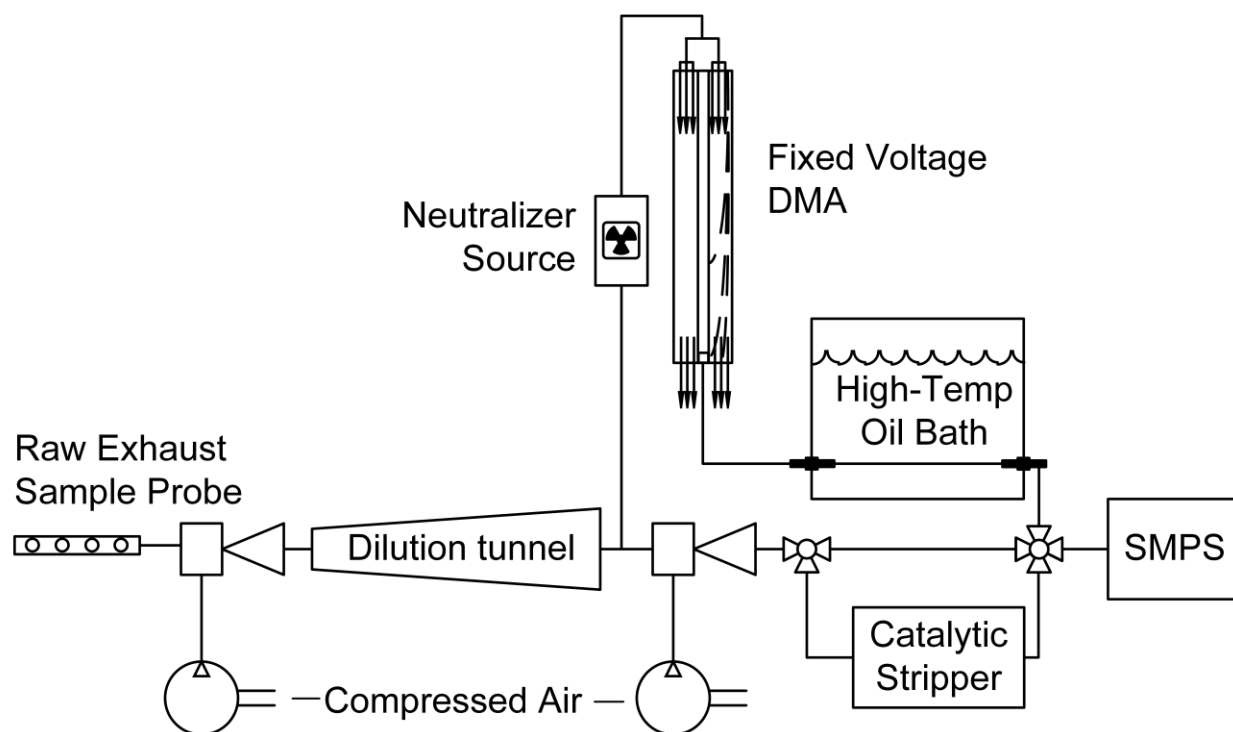 Fixed Voltage
DMA
Neutralizer
Source
High-Temp
Oil Bath
Raw Exhaust
Sample Probe
Dilution tunnel
SMPS
Catalytic
Stripper
Compressed Air